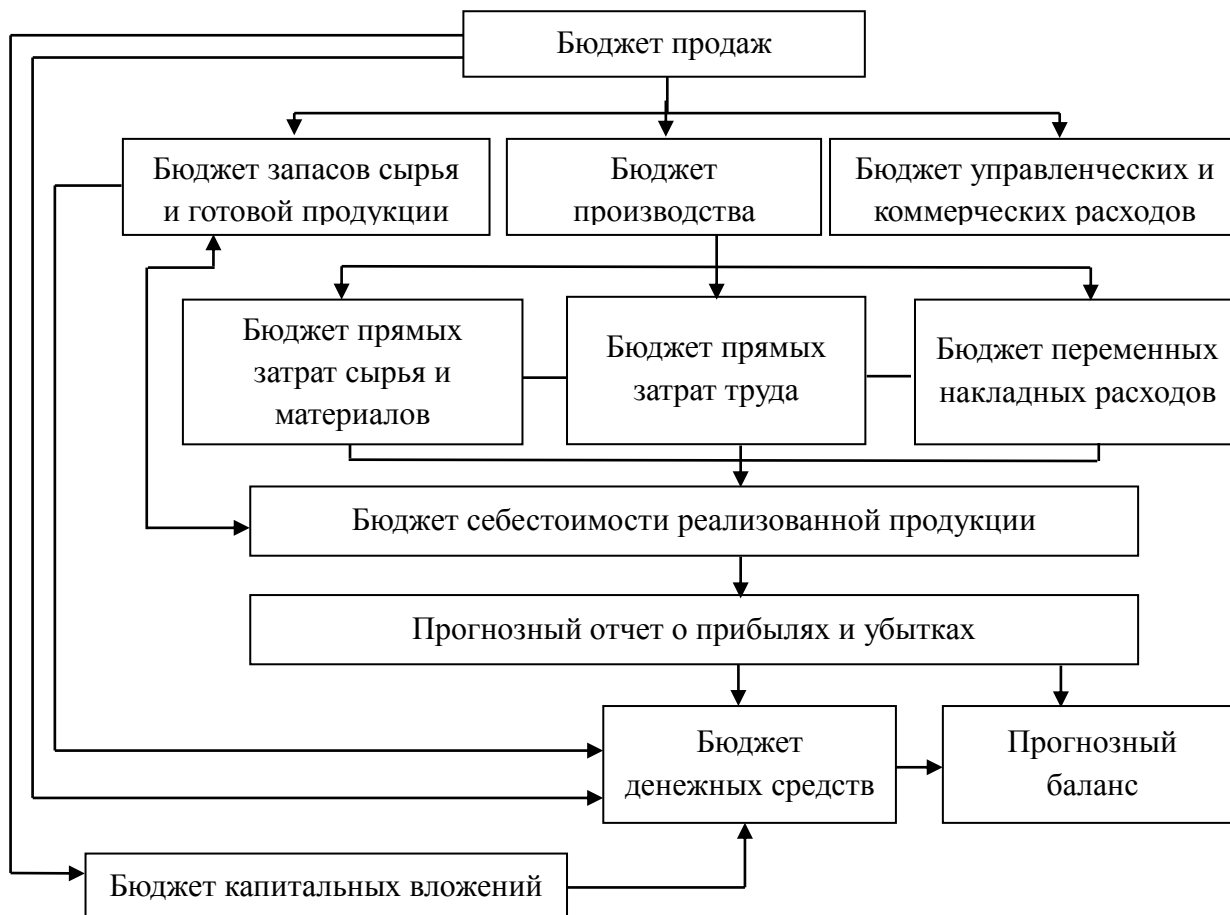 Бюджет продаж
Бюджет запасов сырья
и готовой продукции
Бюджет
производства
Бюджет управленческих и
коммерческих расходов
Бюджет прямых
затрат сырья и
материалов
Бюджет прямых
затрат труда
Бюджет переменных
накладных расходов
Бюджет себестоимости реализованной продукции
Прогнозный отчет о прибылях и убытках
Бюджет
денежных средств
Прогнозный
баланс
Бюджет капитальных вложений